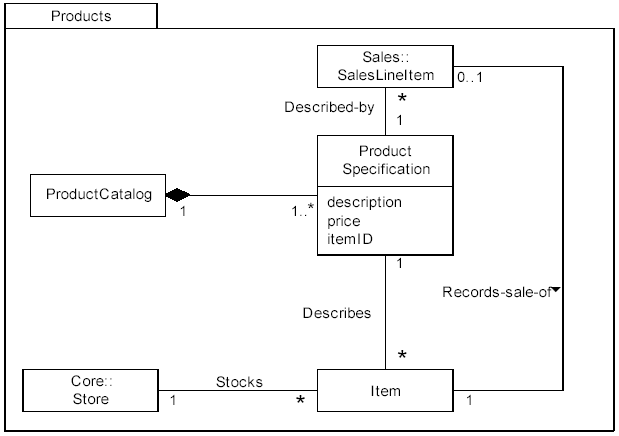 Products
Sales::
SalesLineItem
0..1
*
Described-by
1
Product
Specification
ProductCatalog
1
1..*
description
price
itemID
1
Records-sale-of
Describes
*
Core::
Store
Stocks
1
*
Item
1